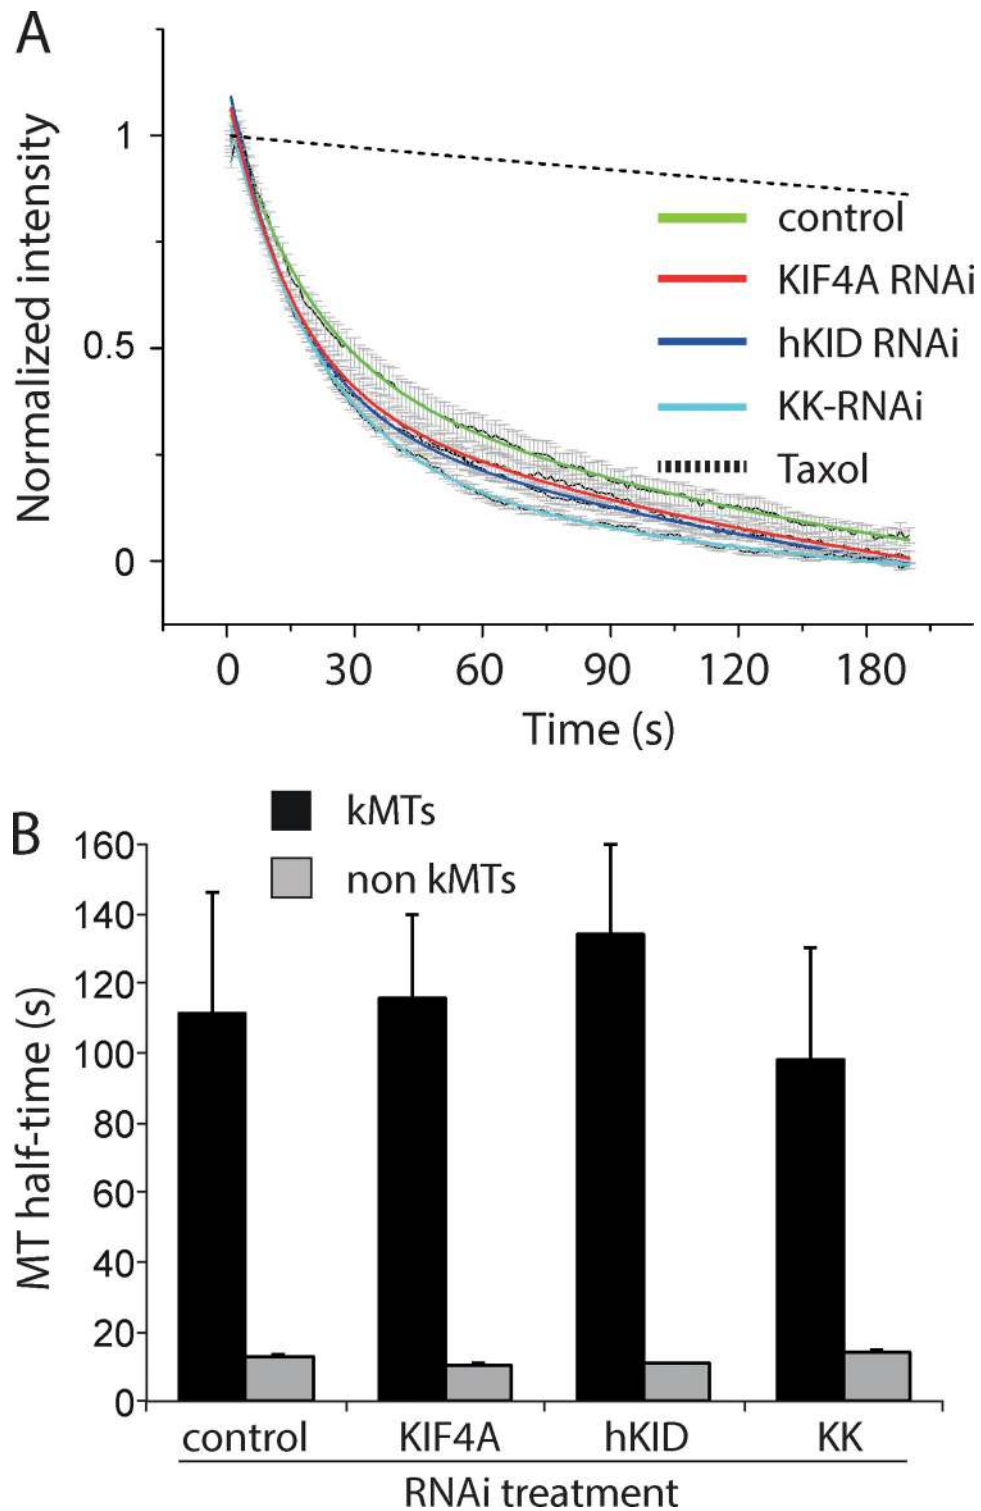 A
Normalized intensity
1
0.5
0
control
KIF4A RNAi
hKID RNAi
KK-RNAi
Taxol
0 30 60 90 120 180
Time (s)
B
kMTs
non kMTs
MT half-time (s)
160
140
120
100
80
60
40
20
0
control KIF4A hKID KK
RNAi treatment